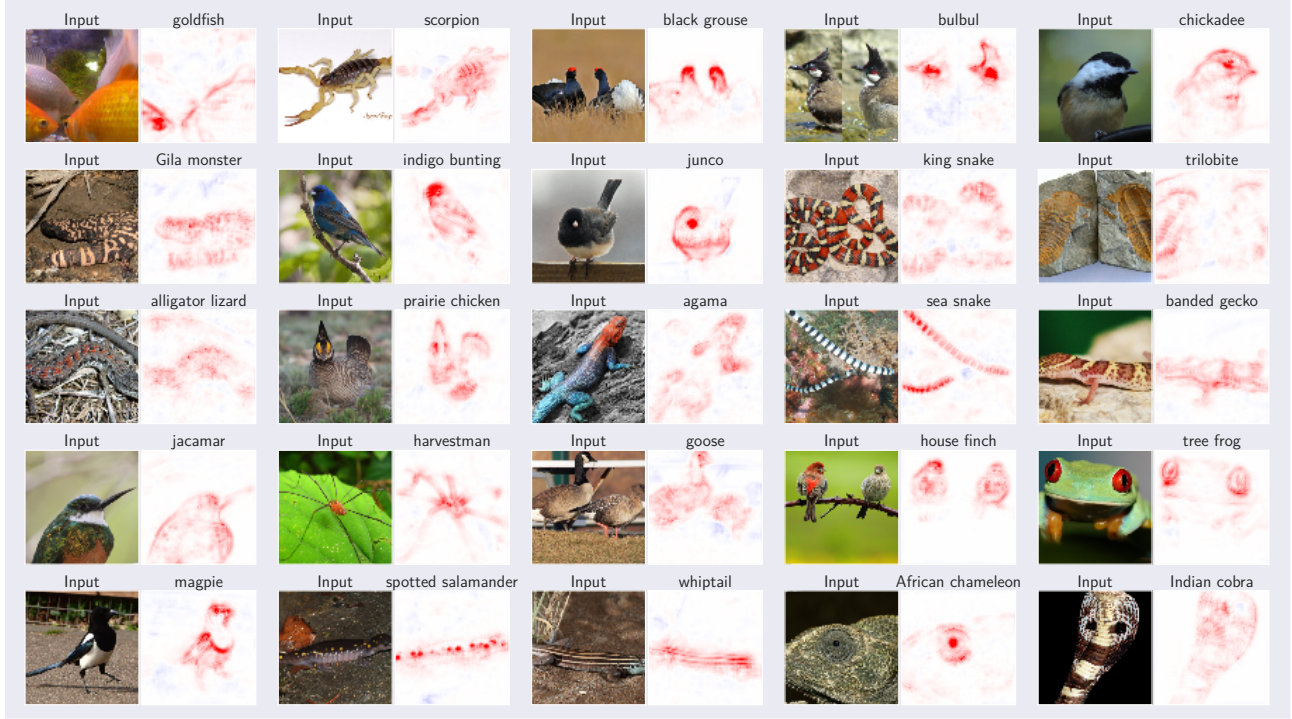 Input goldfish Input scorpion Input black grouse Input bulbul Input chickadee
Input Gila monster Input indigo bunting Input junco Input king snake Input trilobite
Input alligator lizard Input prairie chicken Input agama Input sea snake Input banded gecko
Input jacamar Input harvestman Input goose Input house finch Input tree frog
Input magpie Input spotted salamander Input whiptail Input African chameleon Input Indian cobra